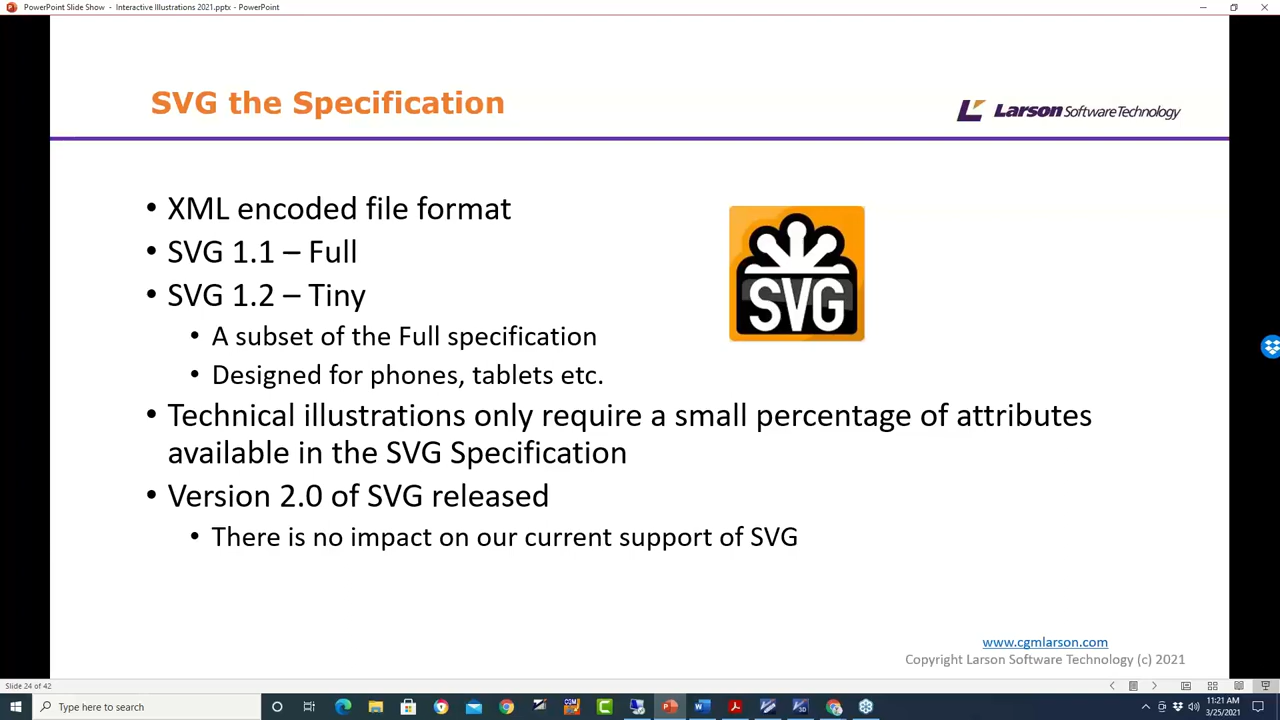 PowerPoint Slide Show - Interactive Illustrations 2021.pptx - PowerPoint
SVG the Specification
Larson Software Technology
• XML encoded file format
• SVG 1.1 – Full
• SVG 1.2 – Tiny
• A subset of the Full specification
• Designed for phones, tablets etc.
SVG
• Technical illustrations only require a small percentage of attributes
available in the SVG Specification
• Version 2.0 of SVG released
• There is no impact on our current support of SVG
www.cgmlarson.com
Copyright Larson Software Technology (c) 2021
Slide 24 of 42
Type here to search
11:21 AM
3/25/2021